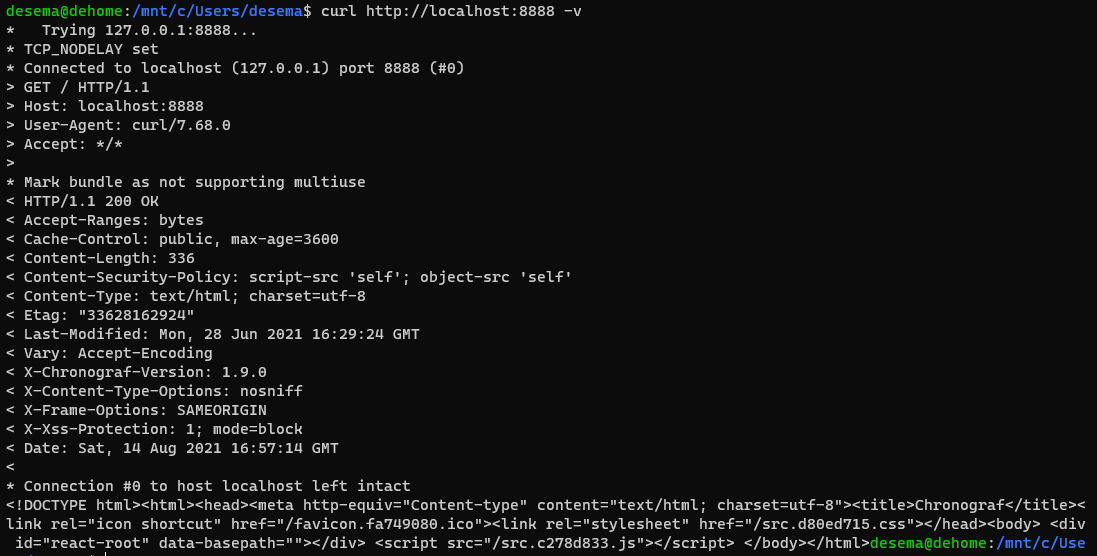 desema@dehome:/mnt/c/Users/desema$ curl http://localhost:8888 -v
*   Trying 127.0.0.1:8888...
* TCP_NODELAY set
* Connected to localhost (127.0.0.1) port 8888 (#0)
> GET / HTTP/1.1
> Host: localhost:8888
> User-Agent: curl/7.68.0
> Accept: */*
>
* Mark bundle as not supporting multiuse
< HTTP/1.1 200 OK
< Accept-Ranges: bytes
< Cache-Control: public, max-age=3600
< Content-Length: 336
< Content-Security-Policy: script-src 'self'; object-src 'self'
< Content-Type: text/html; charset=utf-8
< Etag: "33628162924"
< Last-Modified: Mon, 28 Jun 2021 16:29:24 GMT
< Vary: Accept-Encoding
< X-Chronograf-Version: 1.9.0
< X-Content-Type-Options: nosniff
< X-Frame-Options: SAMEORIGIN
< X-Xss-Protection: 1; mode=block
< Date: Sat, 14 Aug 2021 16:57:14 GMT
<
* Connection #0 to host localhost left intact
<!DOCTYPE html><html><head><meta http-equiv="Content-type" content="text/html; charset=utf-8"><title>Chronograf</title><
link rel="icon shortcut" href="/favicon.fa749080.ico"><link rel="stylesheet" href="/src.d80ed715.css"></head><body> <div
 id="react-root" data-basepath=""></div> <script src="/src.c278d833.js"></script> </body></html>desema@dehome:/mnt/c/Use